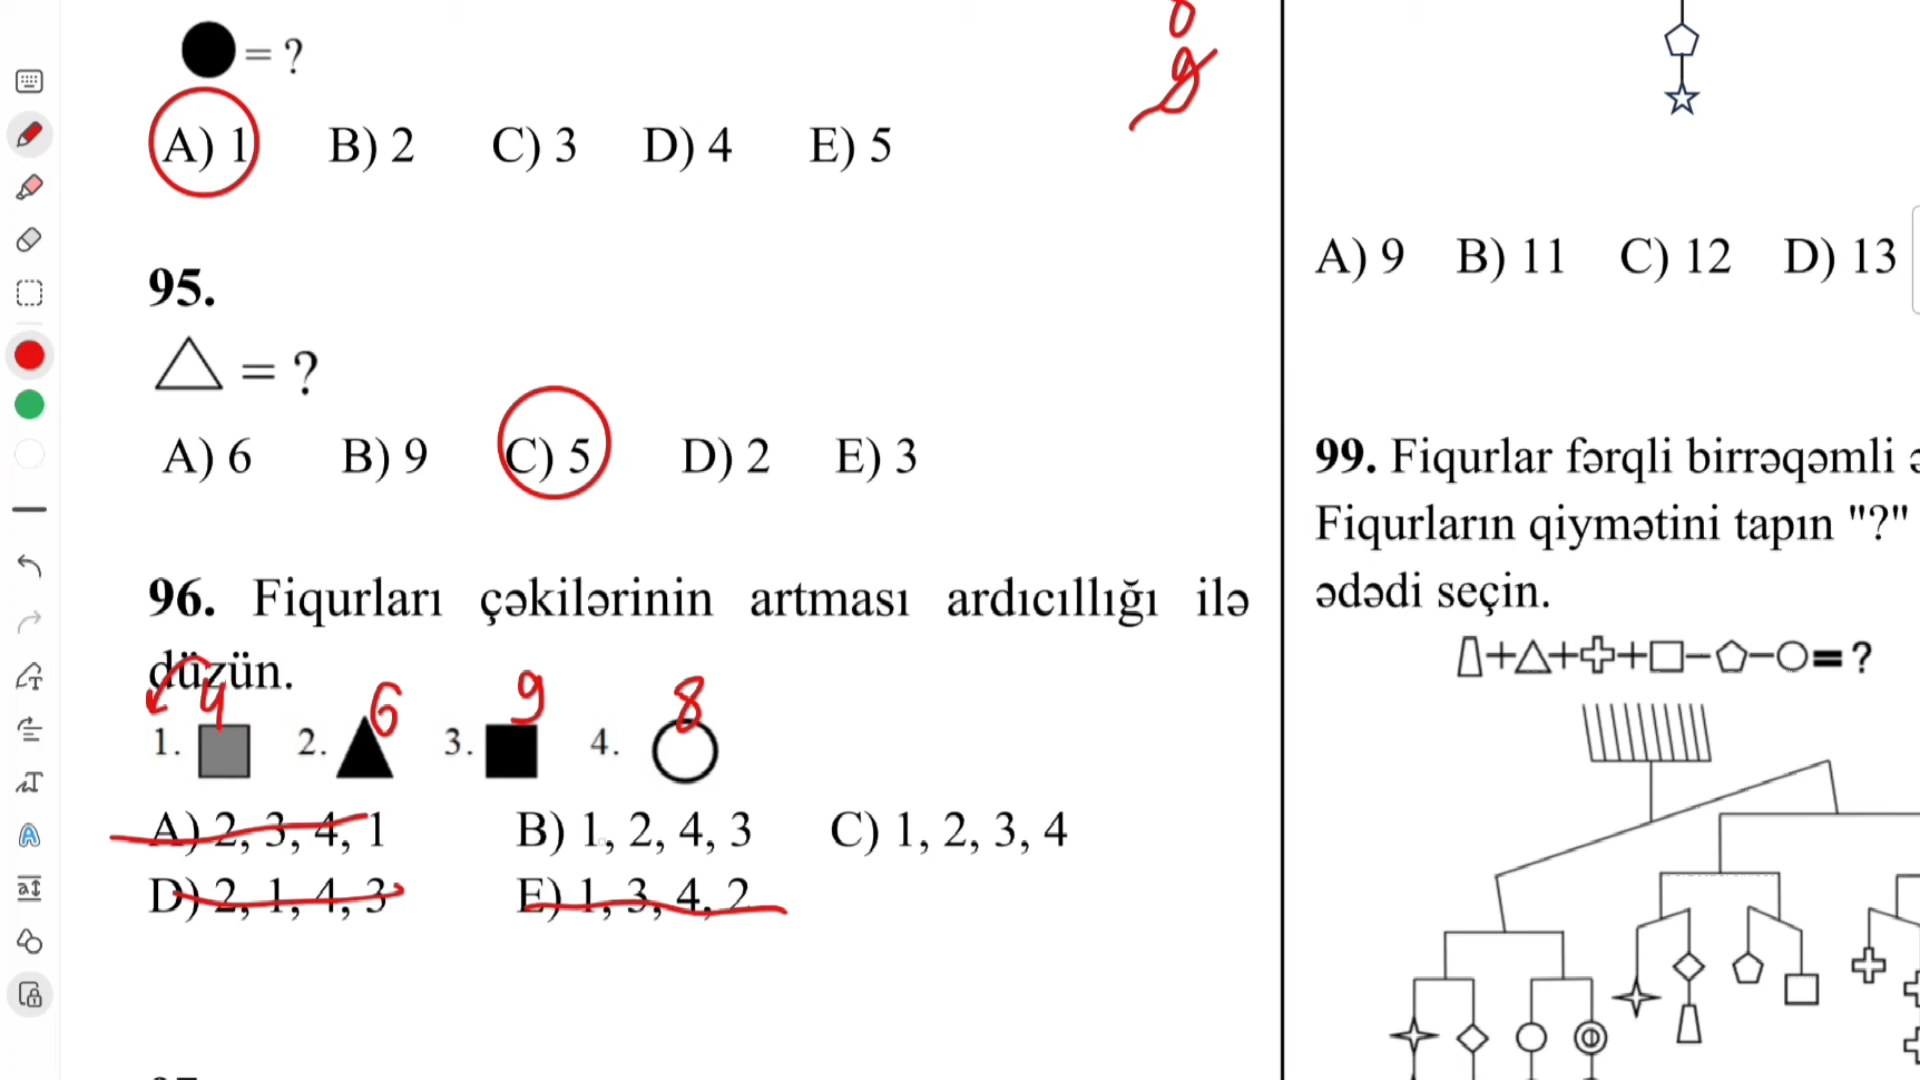 = ?
A) 1 B) 2 C) 3 D) 4 E) 5
95.
= ?
A) 6 B) 9 C) 5 D) 2 E) 3
96. Fiqurları çəkilərinin artması ardıcıllığı ilə
düzün.
4 6 9 8
1. 2. 3. 4.
A) 2, 3, 4, 1 B) 1, 2, 4, 3 C) 1, 2, 3, 4
D) 2, 1, 4, 3 E) 1, 3, 4, 2
A) 9 B) 11 C) 12 D) 13
99. Fiqurlar fərqli birrəqəmli
Fiqurların qiymətini tapın "?"
ədədi seçin.
+ + + − − = ?